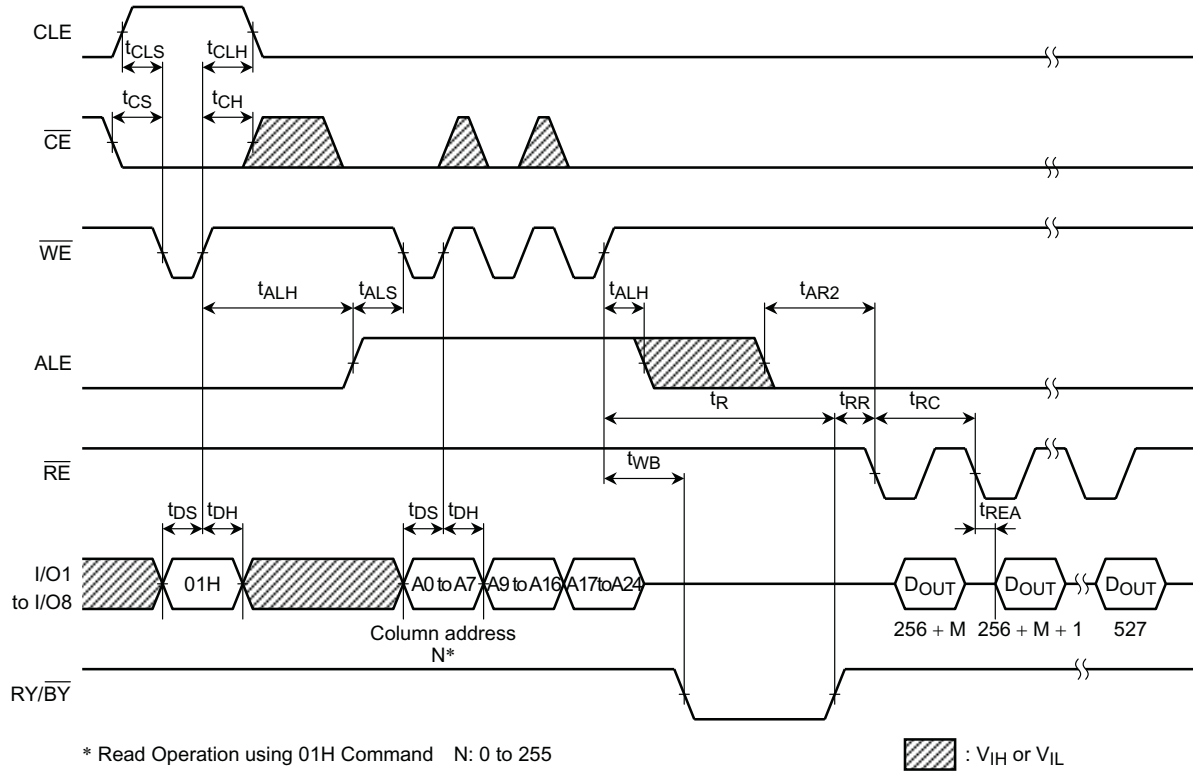 CLE
tCLS tCLH
tCS tCH
CE
WE
tALH tALS tALH tAR2
ALE
tR tRR tRC
RE
tWB
tDS tDH tDS tDH tREA
I/O1
to I/O8
01H A0 to A7 A9 to A16 A17 to A24 DOUT DOUT DOUT
256 + M 256 + M + 1 527
Column address
N*
RY/BY
* Read Operation using 01H Command N: 0 to 255
: VIH or VIL